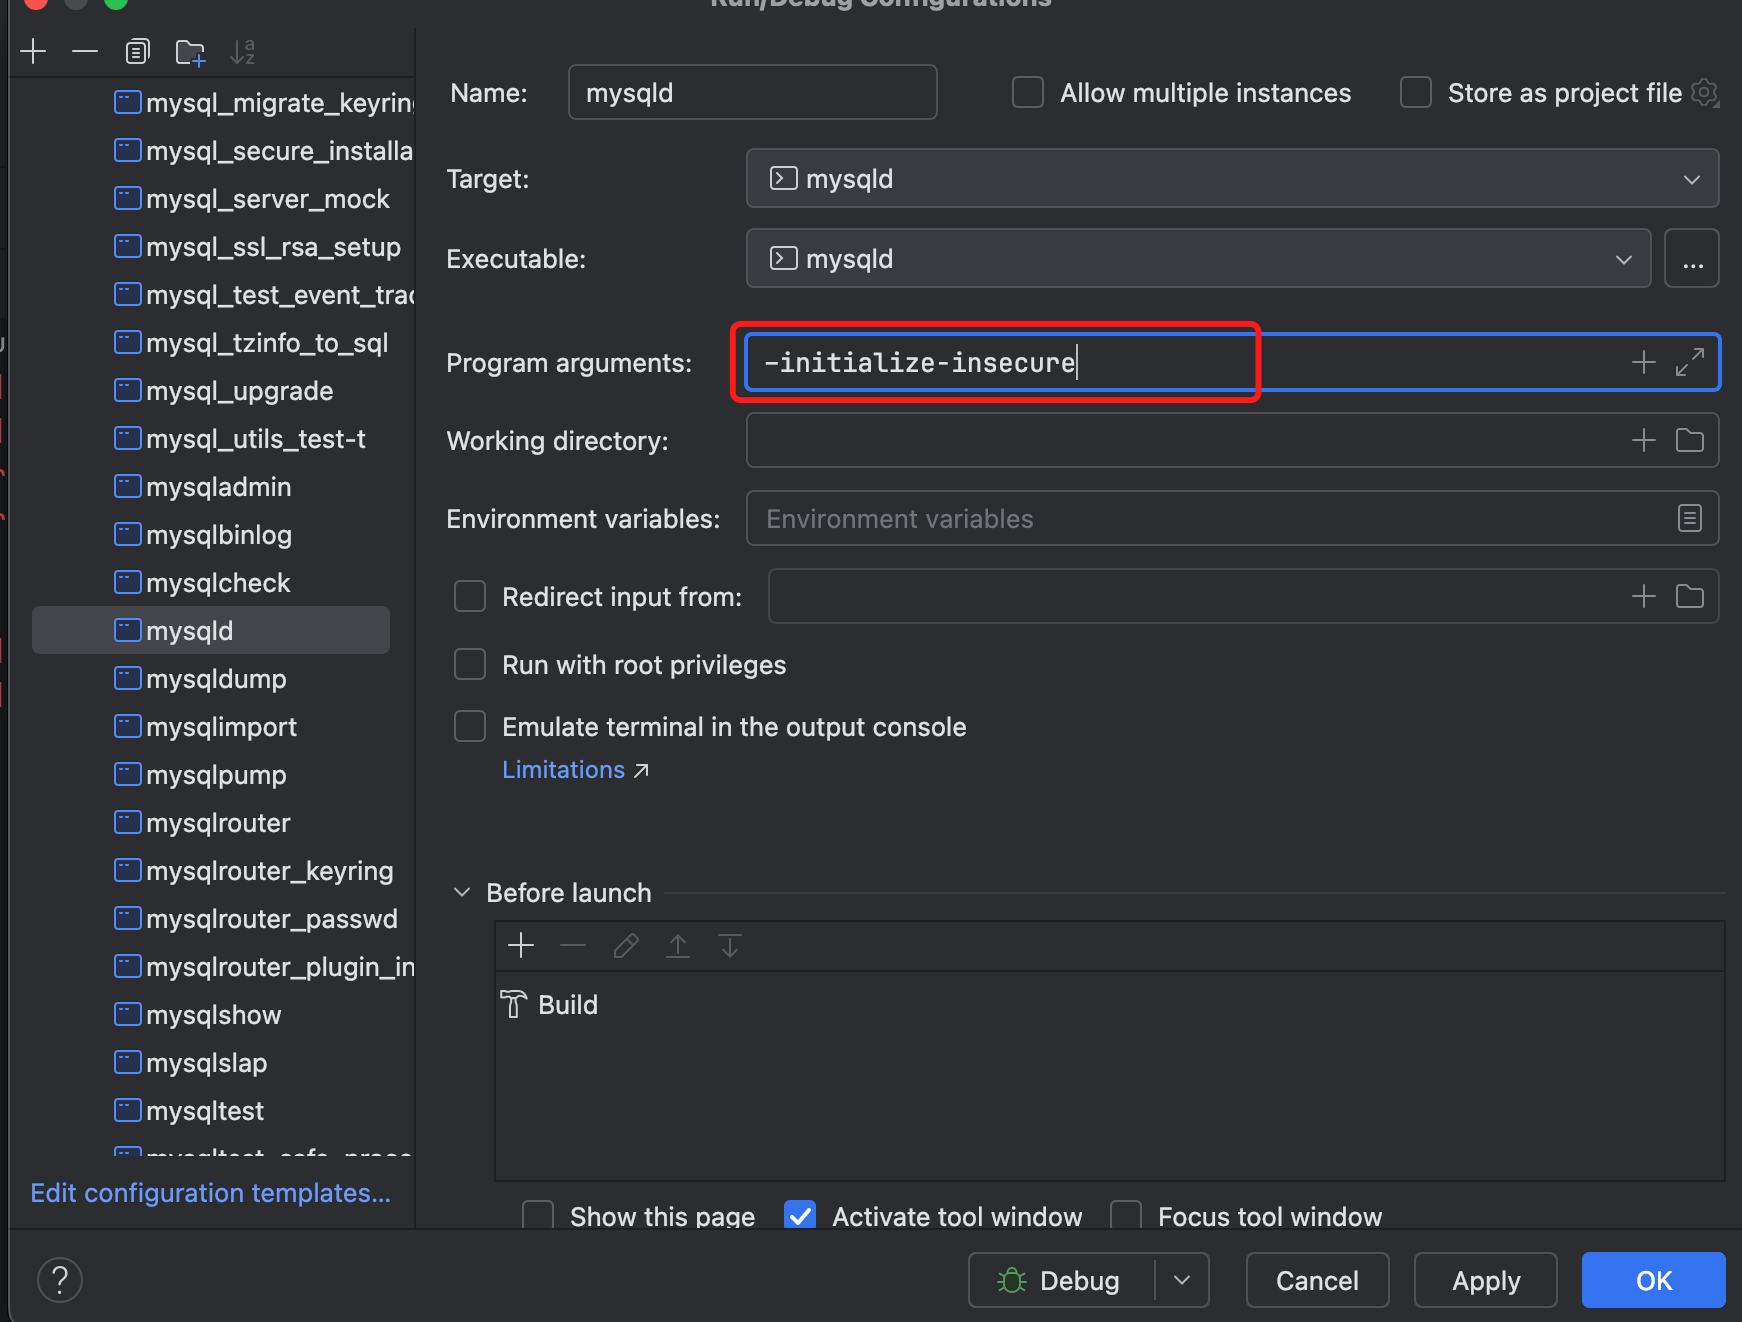 Run/Debug Configurations
mysql_migrate_keyring
mysql_secure_installa
mysql_server_mock
mysql_ssl_rsa_setup
mysql_test_event_trac
mysql_tzinfo_to_sql
mysql_upgrade
mysql_utils_test-t
mysqladmin
mysqlbinlog
mysqlcheck
mysqld
mysqldump
mysqlimport
mysqlpump
mysqlrouter
mysqlrouter_keyring
mysqlrouter_passwd
mysqlrouter_plugin_in
mysqlshow
mysqlslap
mysqltest
Edit configuration templates...
Name: mysqld Allow multiple instances Store as project file
Target: mysqld
Executable: mysqld ...
Program arguments: -initialize-insecure
Working directory:
Environment variables: Environment variables
Redirect input from:
Run with root privileges
Emulate terminal in the output console
Limitations ↗
Before launch
Build
Show this page Activate tool window Focus tool window
? Debug Cancel Apply OK